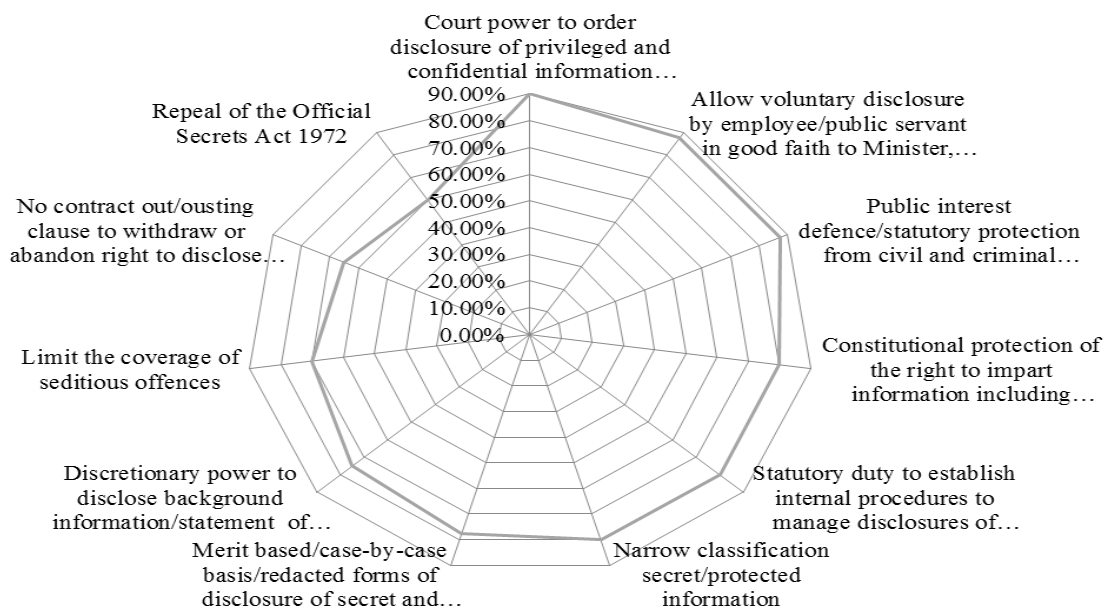 Court power to order
disclosure of privileged and
confidential information…
90.00%
80.00%
70.00%
60.00%
50.00%
40.00%
30.00%
20.00%
10.00%
0.00%
Allow voluntary disclosure
by employee/public servant
in good faith to Minister,…
Public interest
defence/statutory protection
from civil and criminal…
Constitutional protection of
the right to impart
information including…
Statutory duty to establish
internal procedures to
manage disclosures of…
Narrow classification
secret/protected
information
Merit based/case-by-case
basis/redacted forms of
disclosure of secret and…
Discretionary power to
disclose background
information/statement of…
Limit the coverage of
seditious offences
No contract out/ousting
clause to withdraw or
abandon right to disclose…
Repeal of the Official
Secrets Act 1972